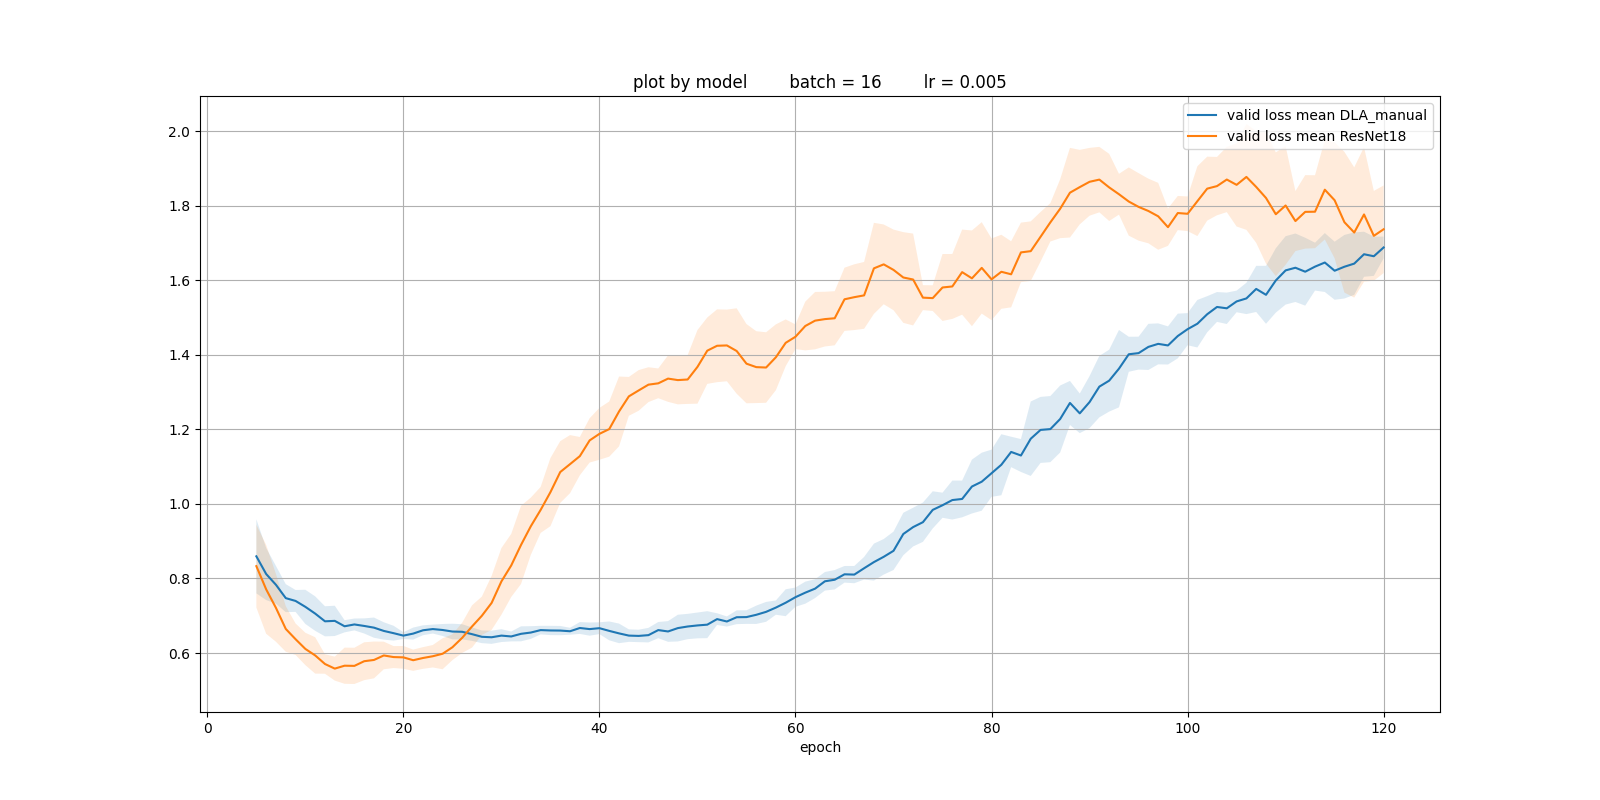 plot by model batch = 16 lr = 0.005
valid loss mean DLA_manual
valid loss mean ResNet18
2.0
1.8
1.6
1.4
1.2
1.0
0.8
0.6
0 20 40 60 80 100 120
epoch